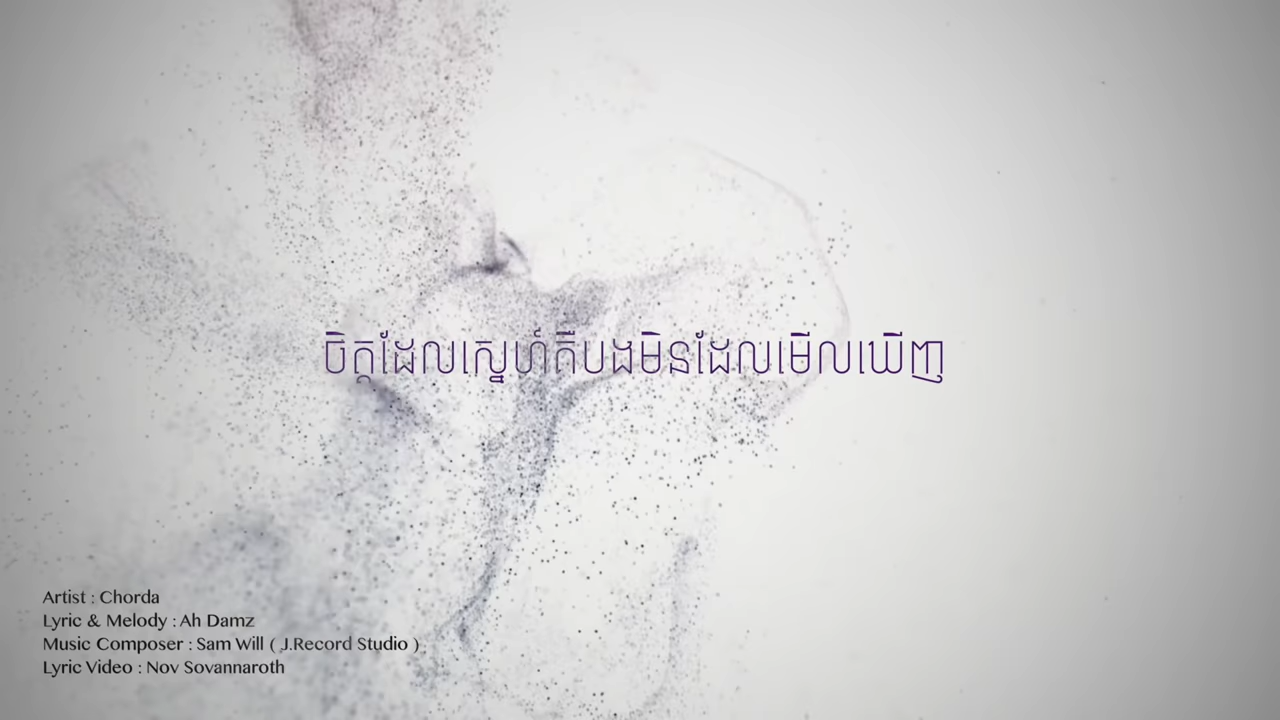 ចិត្តដែលស្នេហ៍គឺបងមិនដែលមើលឃើញ
Artist : Chorda
Lyric & Melody : Ah Damz
Music Composer : Sam Will ( J.Record Studio )
Lyric Video : Nov Sovannaroth